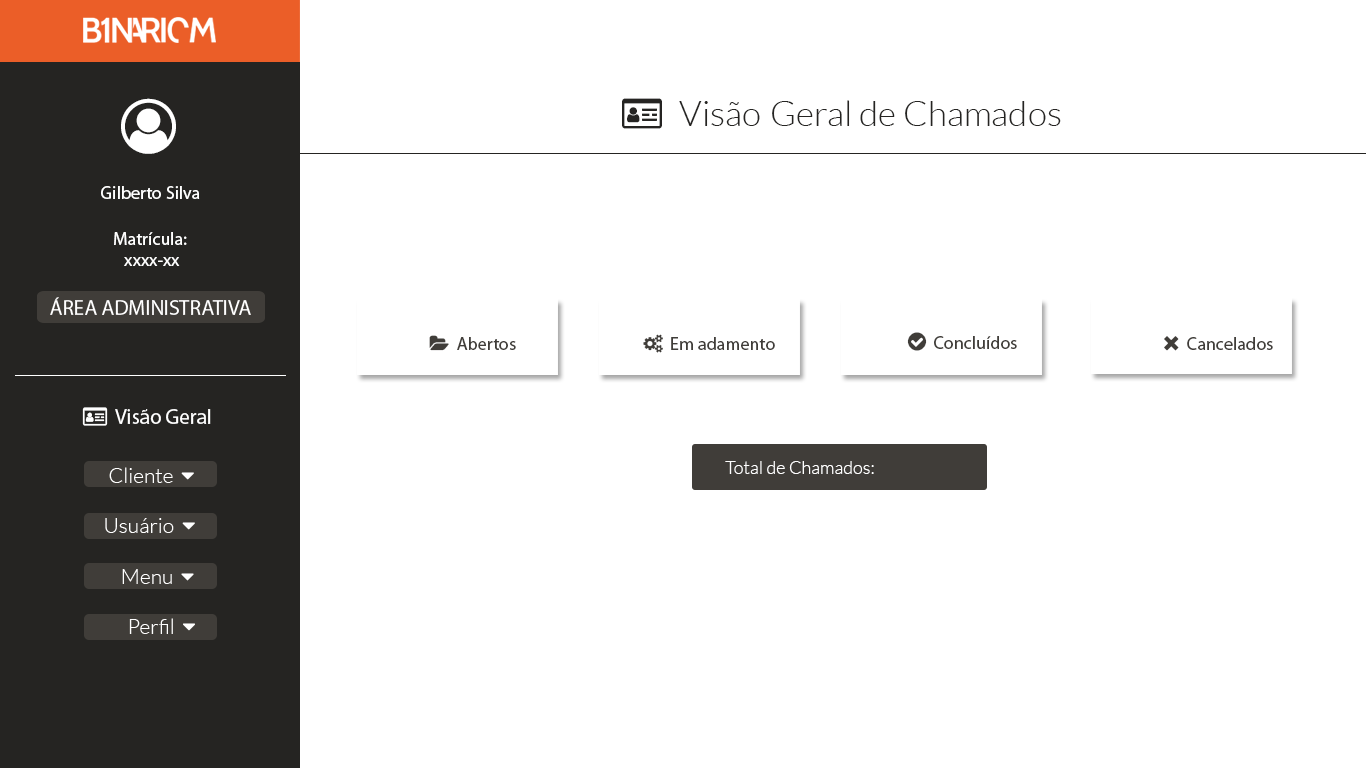 B1NARIOM
Gilberto Silva
Matrícula:
xxxx-xx
ÁREA ADMINISTRATIVA
Visão Geral
Cliente
Usuário
Menu
Perfil
Visão Geral de Chamados
Abertos
Em adamento
Concluídos
Cancelados
Total de Chamados: